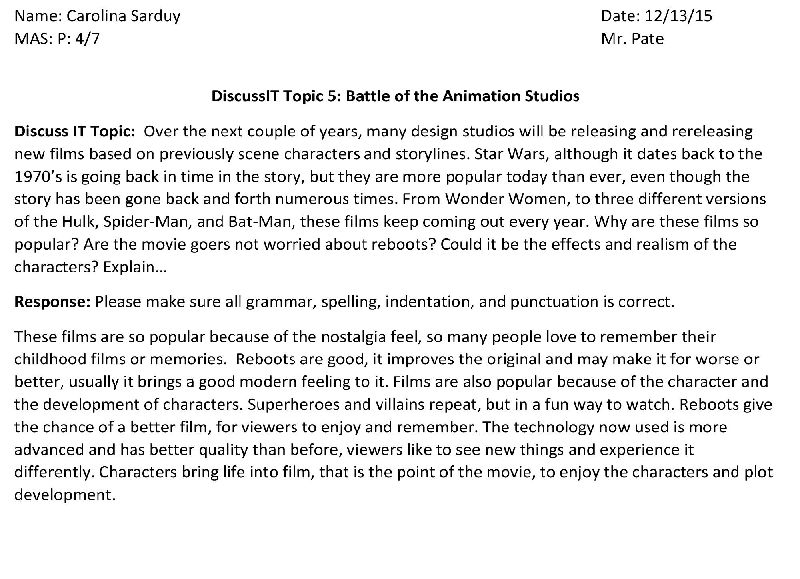 Name: Carolina Sarduy Date: 12/13/15
MAS: P: 4/7 Mr. Pate
DiscussIT Topic 5: Battle of the Animation Studios
Discuss IT Topic:  Over the next couple of years, many design studios will be releasing and rereleasing
new films based on previously scene characters and storylines. Star Wars, although it dates back to the
1970's is going back in time in the story, but they are more popular today than ever, even though the
story has been gone back and forth numerous times. From Wonder Women, to three different versions
of the Hulk, Spider-Man, and Bat-Man, these films keep coming out every year. Why are these films so
popular? Are the movie goers not worried about reboots? Could it be the effects and realism of the
characters? Explain…
Response: Please make sure all grammar, spelling, indentation, and punctuation is correct.
These films are so popular because of the nostalgia feel, so many people love to remember their
childhood films or memories.  Reboots are good, it improves the original and may make it for worse or
better, usually it brings a good modern feeling to it. Films are also popular because of the character and
the development of characters. Superheroes and villains repeat, but in a fun way to watch. Reboots give
the chance of a better film, for viewers to enjoy and remember. The technology now used is more
advanced and has better quality than before, viewers like to see new things and experience it
differently. Characters bring life into film, that is the point of the movie, to enjoy the characters and plot
development.